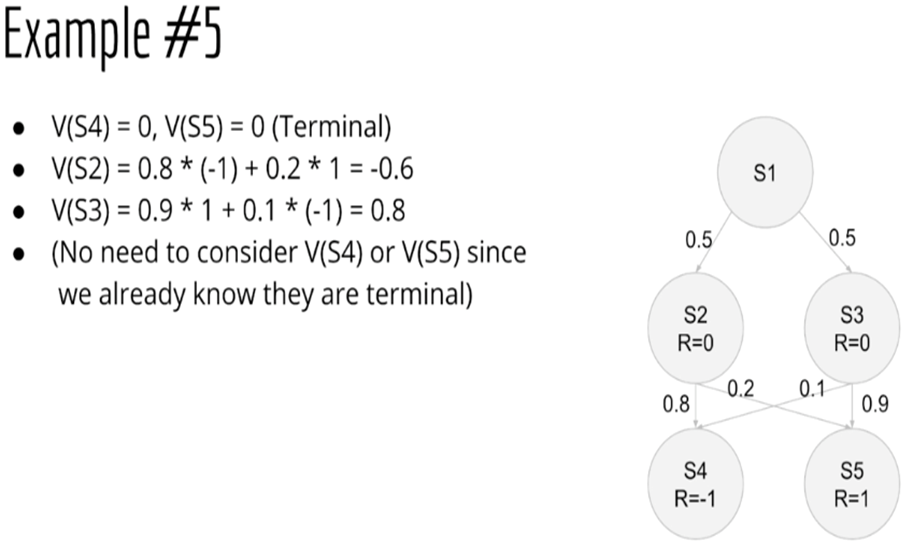 Example #5
● V(S4) = 0, V(S5) = 0 (Terminal)
● V(S2) = 0.8 * (-1) + 0.2 * 1 = -0.6
● V(S3) = 0.9 * 1 + 0.1 * (-1) = 0.8
● (No need to consider V(S4) or V(S5) since
we already know they are terminal)
S1
0.5
0.5
S2
R=0
S3
R=0
0.8
0.2
0.1
0.9
S4
R=-1
S5
R=1